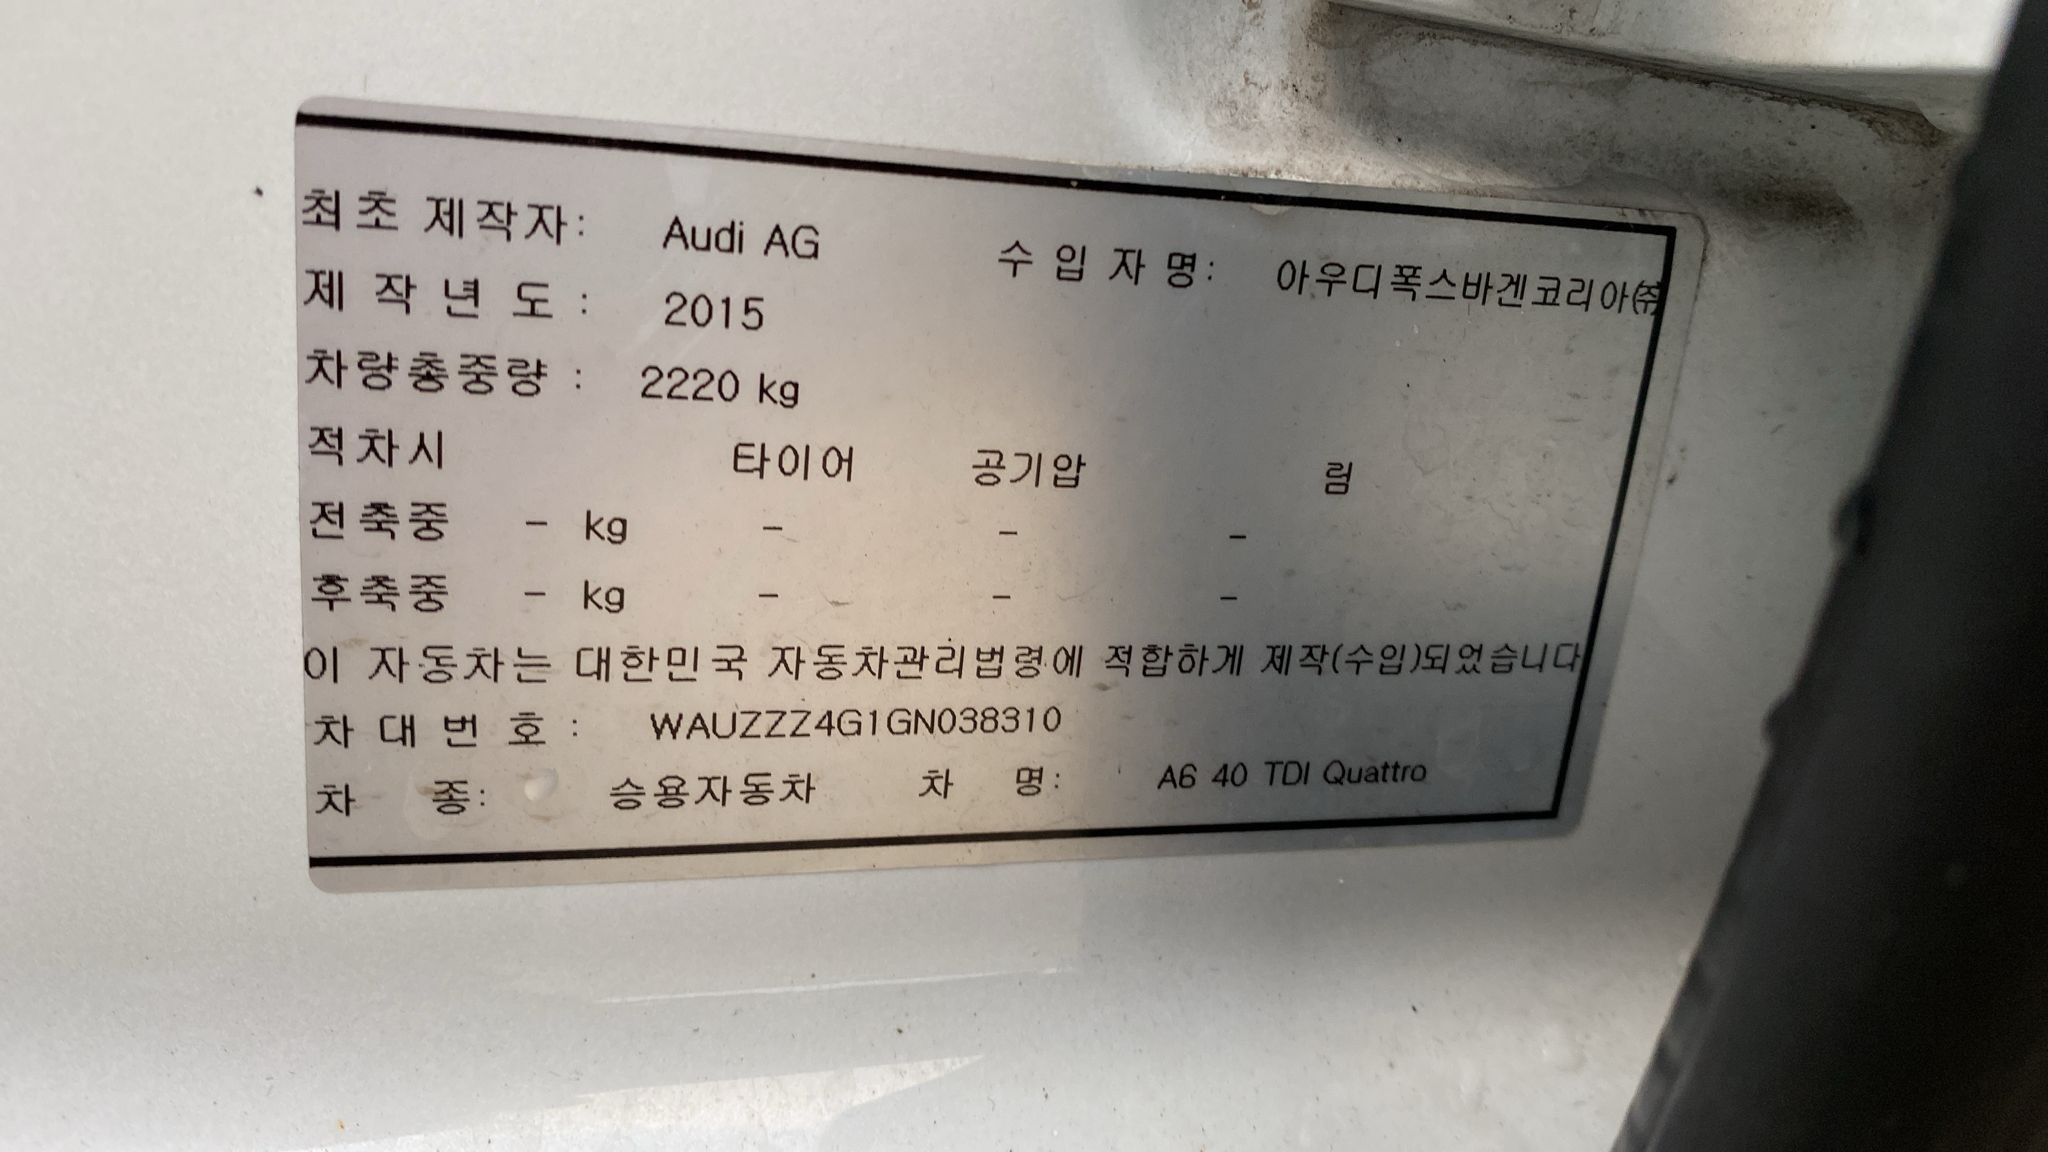 최초 제작자: Audi AG 수 입 자 명: 아우디폭스바겐코리아㈜
제 작 년 도 : 2015
차량총중량 : 2220 kg
적차시 타이어 공기압 림
전축중 - kg - - -
후축중 - kg - - -
이 자동차는 대한민국 자동차관리법령에 적합하게 제작(수입)되었습니다
차 대 번 호 : WAUZZZ4G1GN038310
차 종: 승용자동차 차 명: A6 40 TDI Quattro